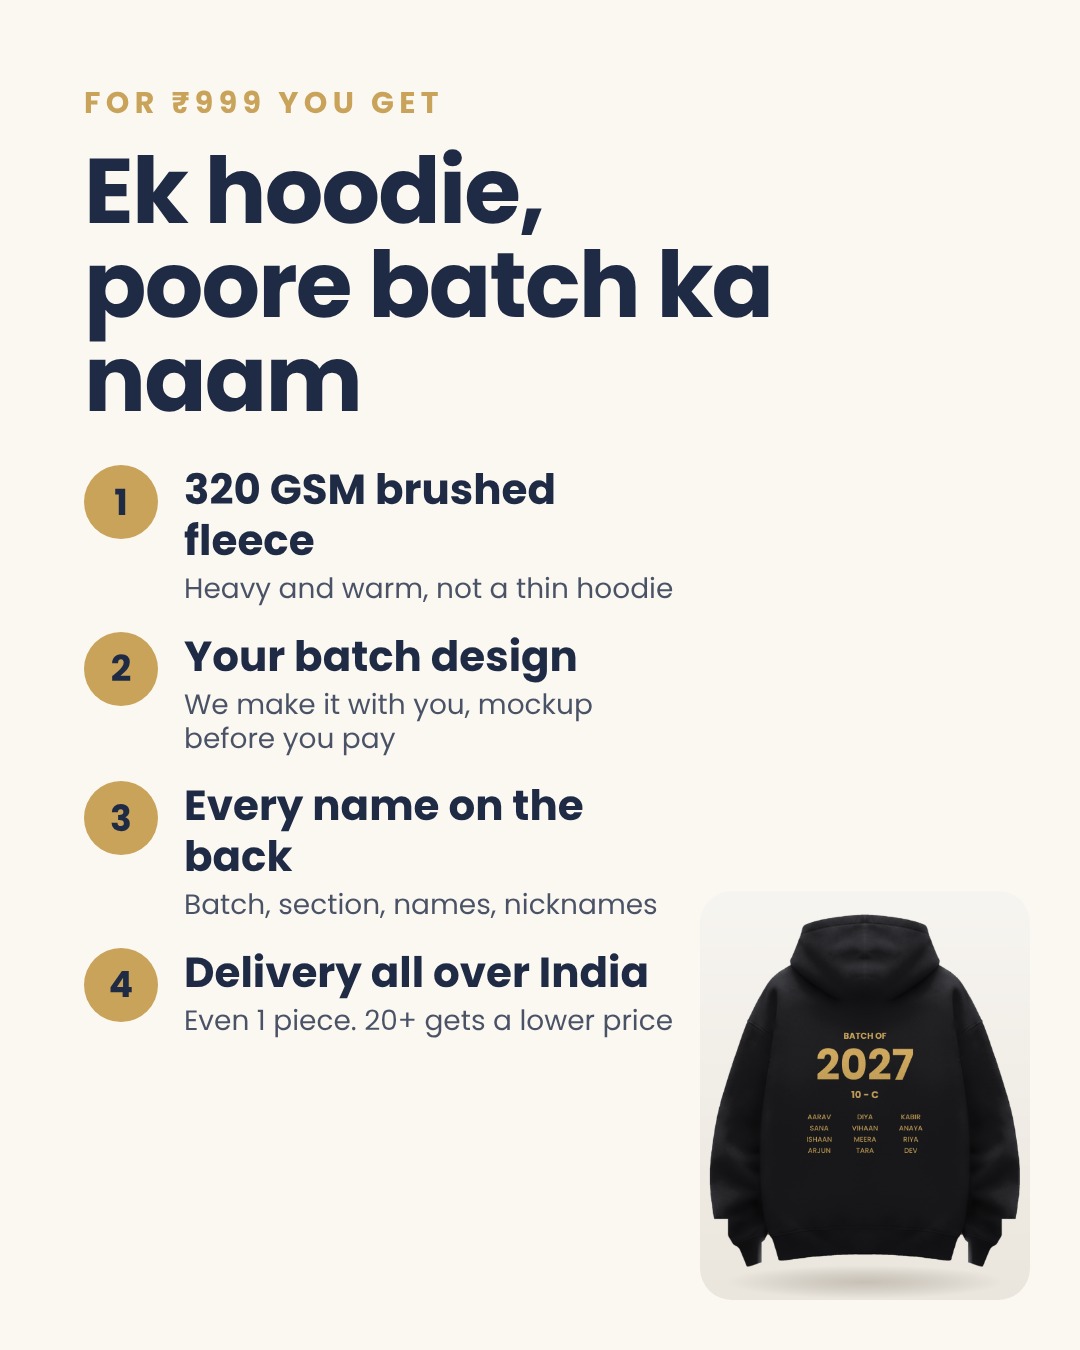 FOR ₹999 YOU GET
Ek hoodie,
poore batch ka
naam
1
320 GSM brushed
fleece
Heavy and warm, not a thin hoodie
2
Your batch design
We make it with you, mockup
before you pay
3
Every name on the
back
Batch, section, names, nicknames
4
Delivery all over India
Even 1 piece. 20+ gets a lower price
BATCH OF
2027
10 - C
AARAV DIYA KABIR
SANA VIHAAN ANAYA
ISHAAN MEERA RIYA
ARJUN TARA DEV